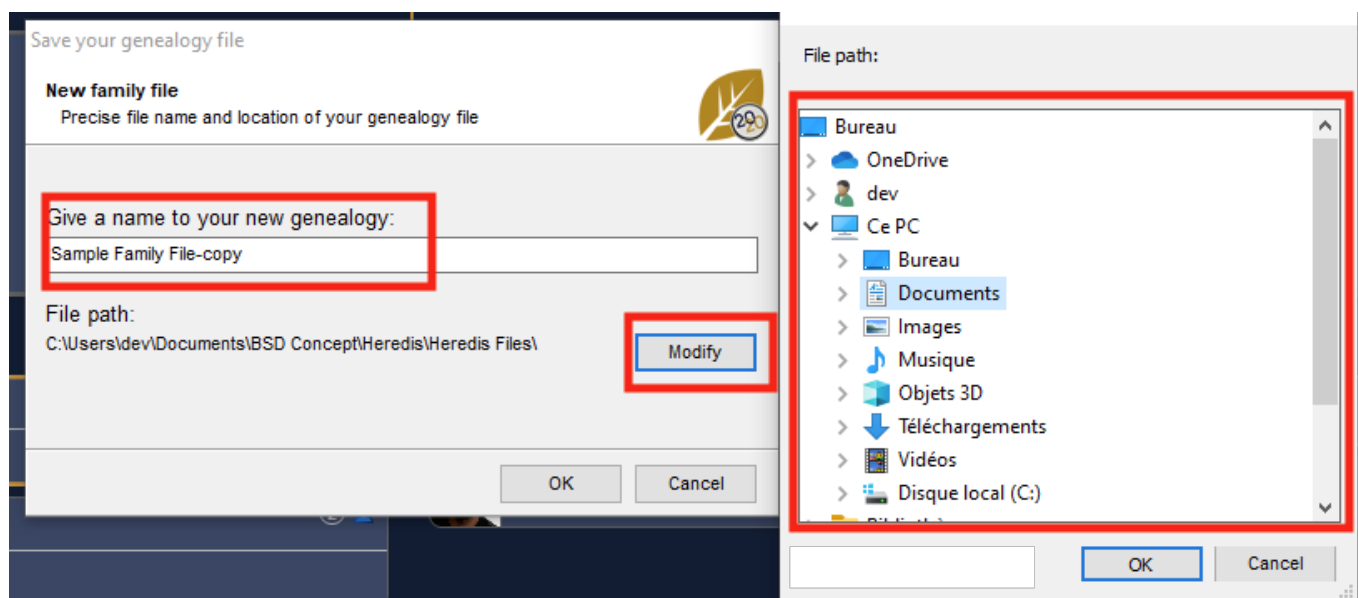 Save your genealogy file
New family file
Precise file name and location of your genealogy file
2020
Give a name to your new genealogy:
Sample Family File-copy
File path:
C:\Users\dev\Documents\BSD Concept\Heredis\Heredis Files\
Modify
OK
Cancel
File path:
Bureau
OneDrive
dev
Ce PC
Bureau
Documents
Images
Musique
Objets 3D
Téléchargements
Vidéos
Disque local (C:)
OK
Cancel